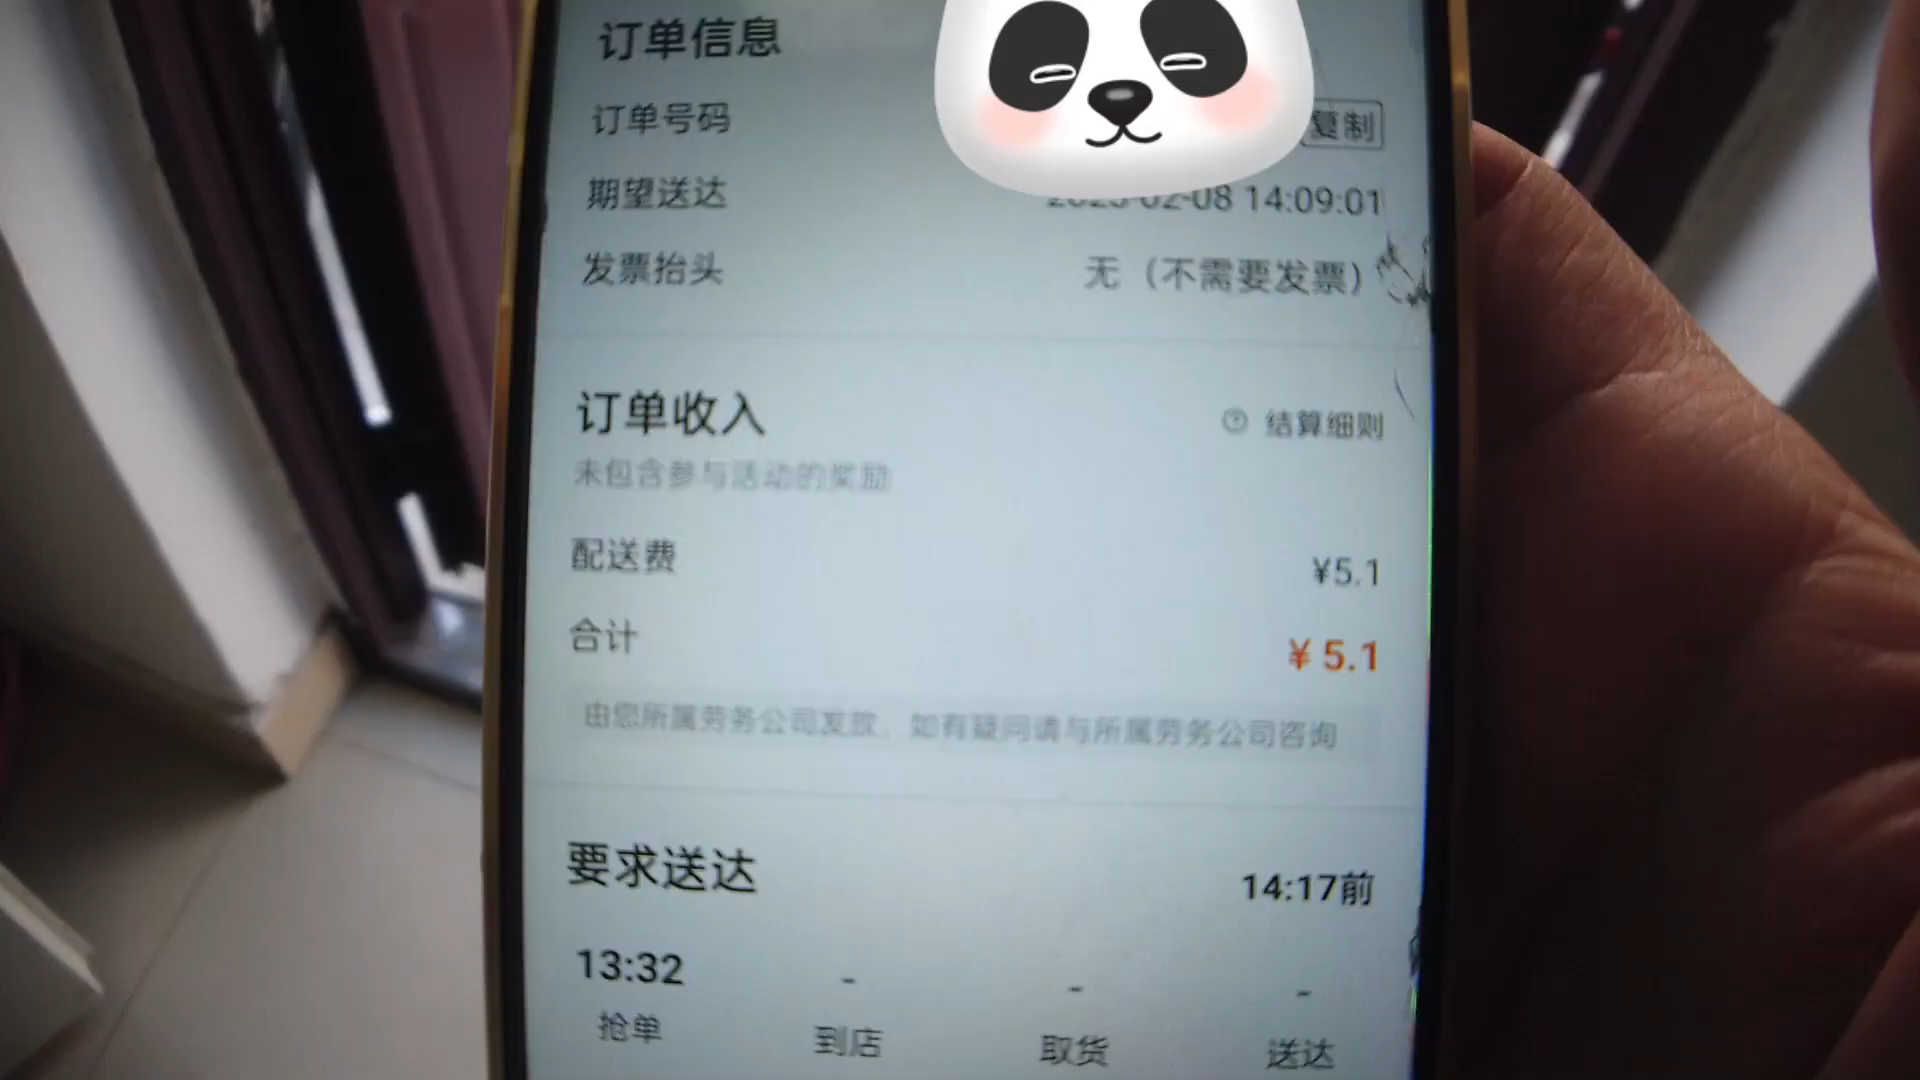 订单信息
订单号码
复制
期望送达 02-08 14:09:01
发票抬头 无（不需要发票）
订单收入 结算细则
未包含参与活动的奖励
配送费 ¥5.1
合计 ¥5.1
由您所属劳务公司发放，如有疑问请与所属劳务公司咨询
要求送达 14:17前
13:32 - - -
抢单 到店 取货 送达